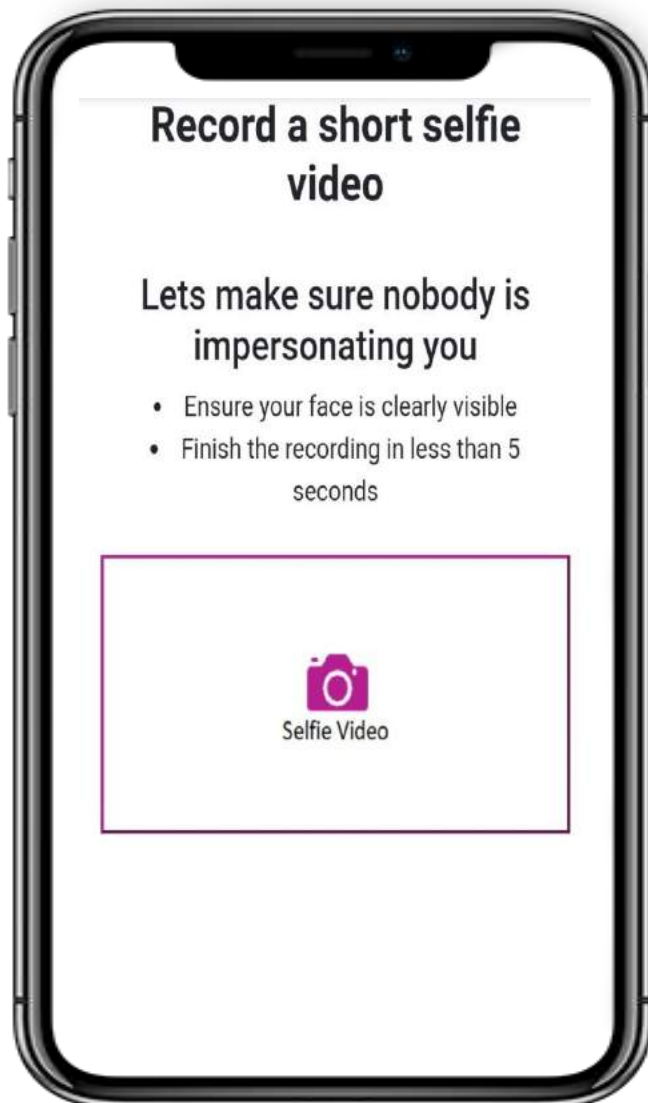 Record a short selfie
video
Lets make sure nobody is
impersonating you
• Ensure your face is clearly visible
• Finish the recording in less than 5
seconds
Selfie Video